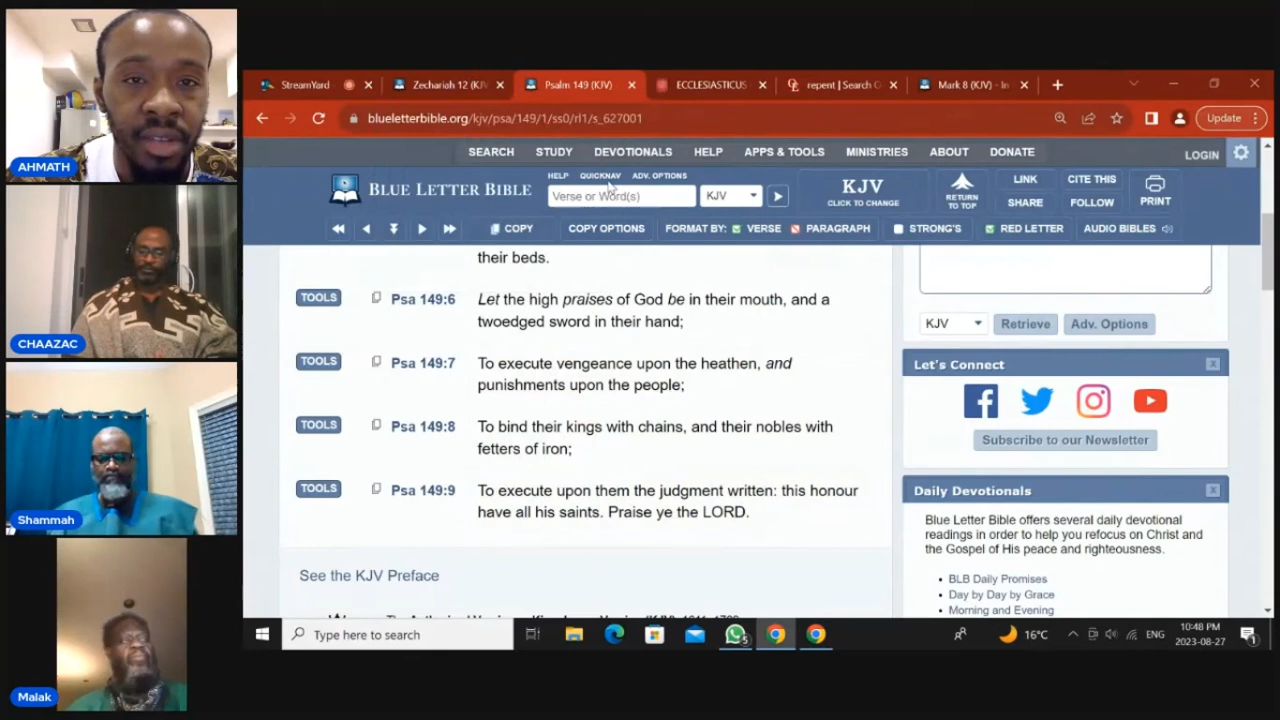 AHMATH
CHAAZAC
Shammah
Malak
StreamYard
Zechariah 12 (KJV
Psalm 149 (KJV)
ECCLESIASTICUS
repent | Search O
Mark 8 (KJV) - In
blueletterbible.org/kjv/psa/149/1/ss0/rl1/s_627001
Update
SEARCH STUDY DEVOTIONALS HELP APPS & TOOLS MINISTRIES ABOUT DONATE
LOGIN
BLUE LETTER BIBLE
HELP QUICKNAV ADV. OPTIONS
Verse or Word(s)
KJV
KJV
CLICK TO CHANGE
RETURN
TO TOP
LINK
SHARE
CITE THIS
FOLLOW
PRINT
COPY COPY OPTIONS FORMAT BY: VERSE PARAGRAPH STRONG'S RED LETTER AUDIO BIBLES
their beds.
TOOLS Psa 149:6 Let the high praises of God be in their mouth, and a
twoedged sword in their hand;
TOOLS Psa 149:7 To execute vengeance upon the heathen, and
punishments upon the people;
TOOLS Psa 149:8 To bind their kings with chains, and their nobles with
fetters of iron;
TOOLS Psa 149:9 To execute upon them the judgment written: this honour
have all his saints. Praise ye the LORD.
See the KJV Preface
KJV Retrieve Adv. Options
Let's Connect
Subscribe to our Newsletter
Daily Devotionals
Blue Letter Bible offers several daily devotional
readings in order to help you refocus on Christ and
the Gospel of His peace and righteousness.
• BLB Daily Promises
• Day by Day by Grace
• Morning and Evening
Type here to search
5
16°C
ENG
10:48 PM
2023-08-27
1